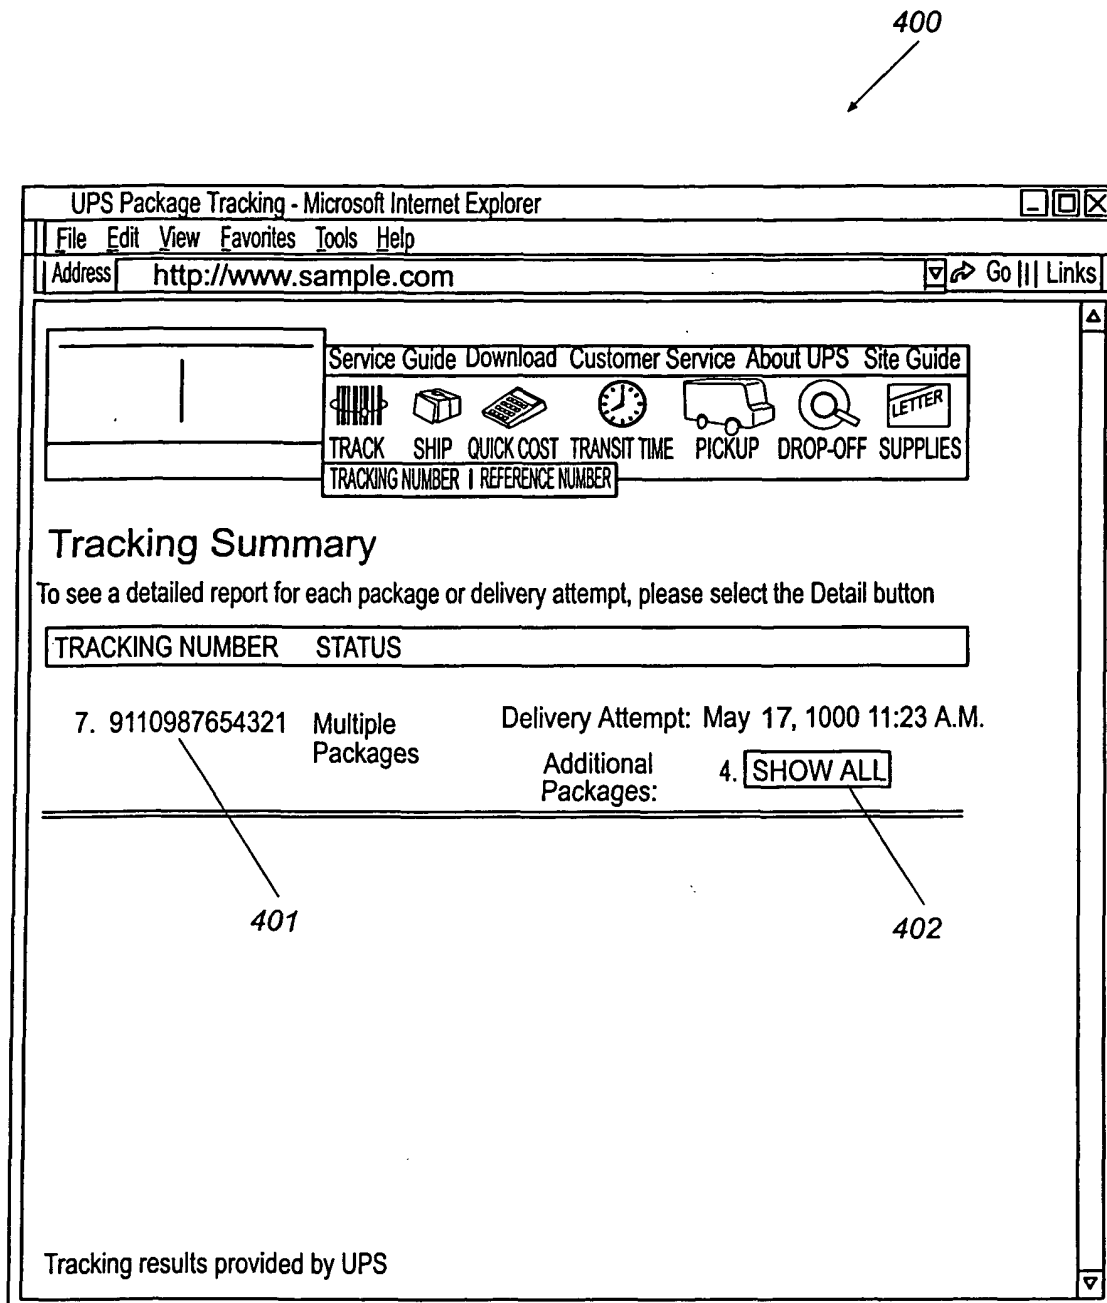 400
UPS Package Tracking - Microsoft Internet Explorer
File Edit View Favorites Tools Help
Address http://www.sample.com Go Links
Service Guide Download Customer Service About UPS Site Guide
LETTER
TRACK SHIP QUICK COST TRANSIT TIME PICKUP DROP-OFF SUPPLIES
TRACKING NUMBER | REFERENCE NUMBER
Tracking Summary
To see a detailed report for each package or delivery attempt, please select the Detail button
TRACKING NUMBER STATUS
7. 9110987654321 Multiple Delivery Attempt: May 17, 1000 11:23 A.M.
Packages
Additional 4. SHOW ALL
Packages:
401
402
Tracking results provided by UPS